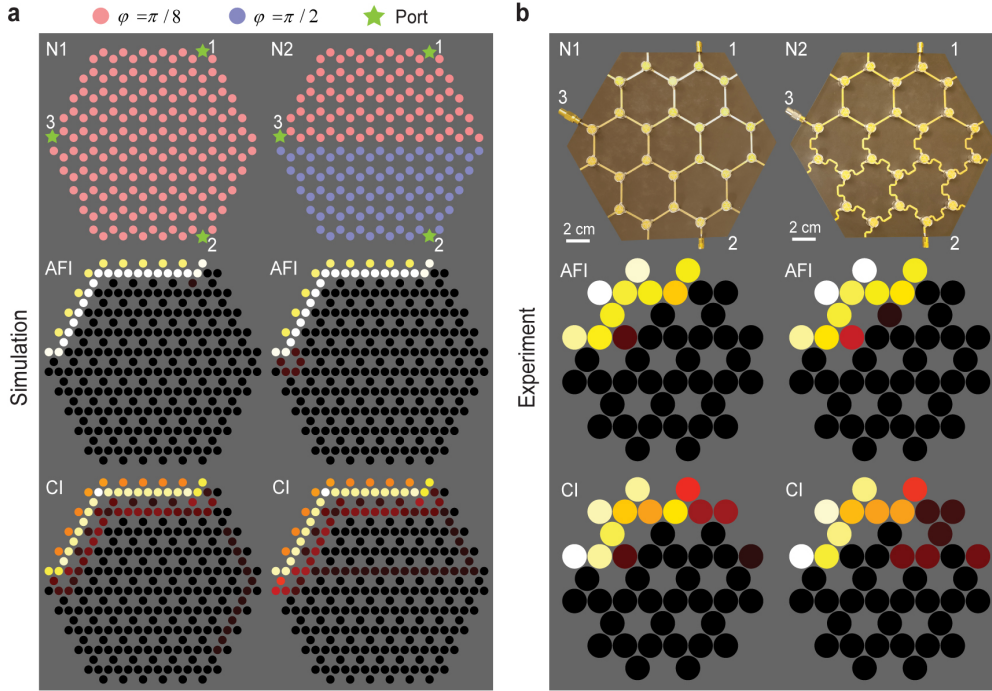 a
φ = π / 8
φ = π / 2
Port
b
N1
1
N2
1
3
3
2
2
N1
1
N2
1
3
3
2 cm
2
2 cm
2
AFI
AFI
AFI
AFI
Simulation
Experiment
CI
CI
CI
CI